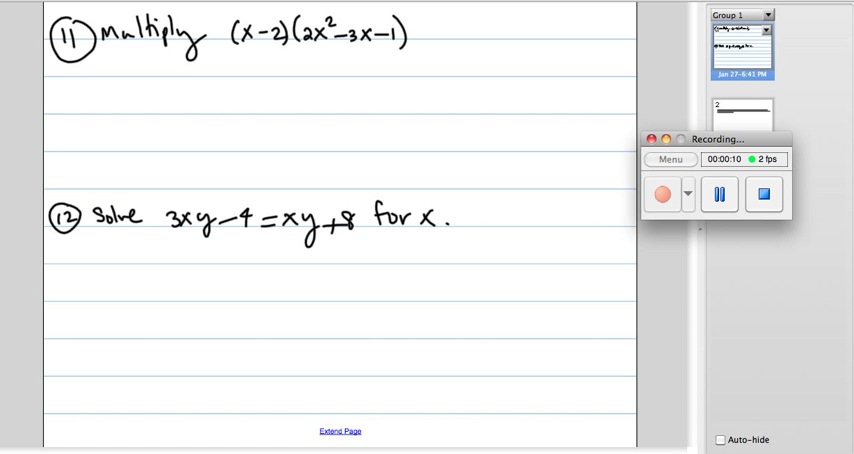 11 Multiply (x-2)(2x²-3x-1)
12 Solve 3xy-4=xy+8 for x.
Extend Page
Group 1
Jan 27-6:41 PM
2
Recording...
Menu
00:00:10 2 fps
Auto-hide